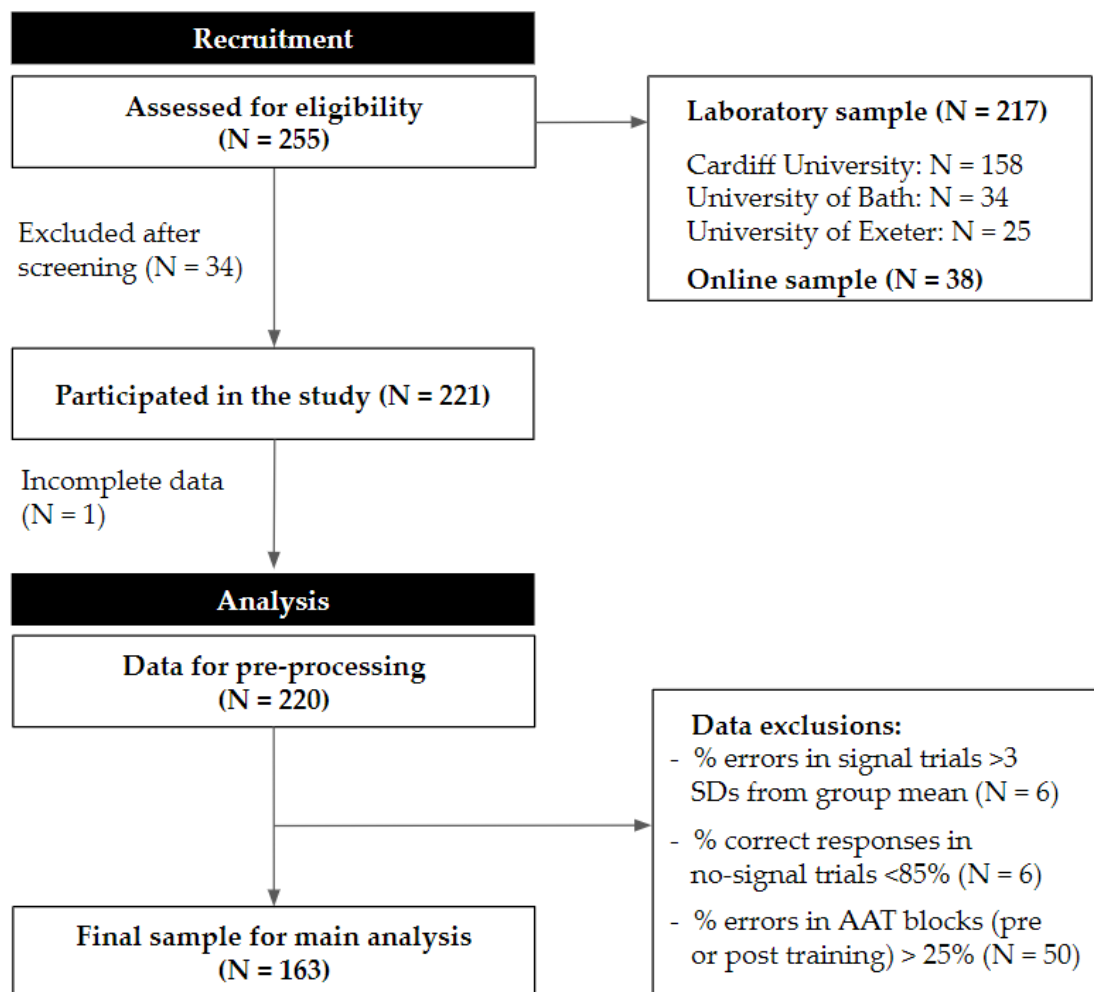 Recruitment
Assessed for eligibility
(N = 255)
Laboratory sample (N = 217)
Cardiff University: N = 158
University of Bath: N = 34
University of Exeter: N = 25
Online sample (N = 38)
Excluded after
screening (N = 34)
Participated in the study (N = 221)
Incomplete data
(N = 1)
Analysis
Data for pre-processing
(N = 220)
Data exclusions:
- % errors in signal trials >3
SDs from group mean (N = 6)
- % correct responses in
no-signal trials <85% (N = 6)
- % errors in AAT blocks (pre
or post training) > 25% (N = 50)
Final sample for main analysis
(N = 163)